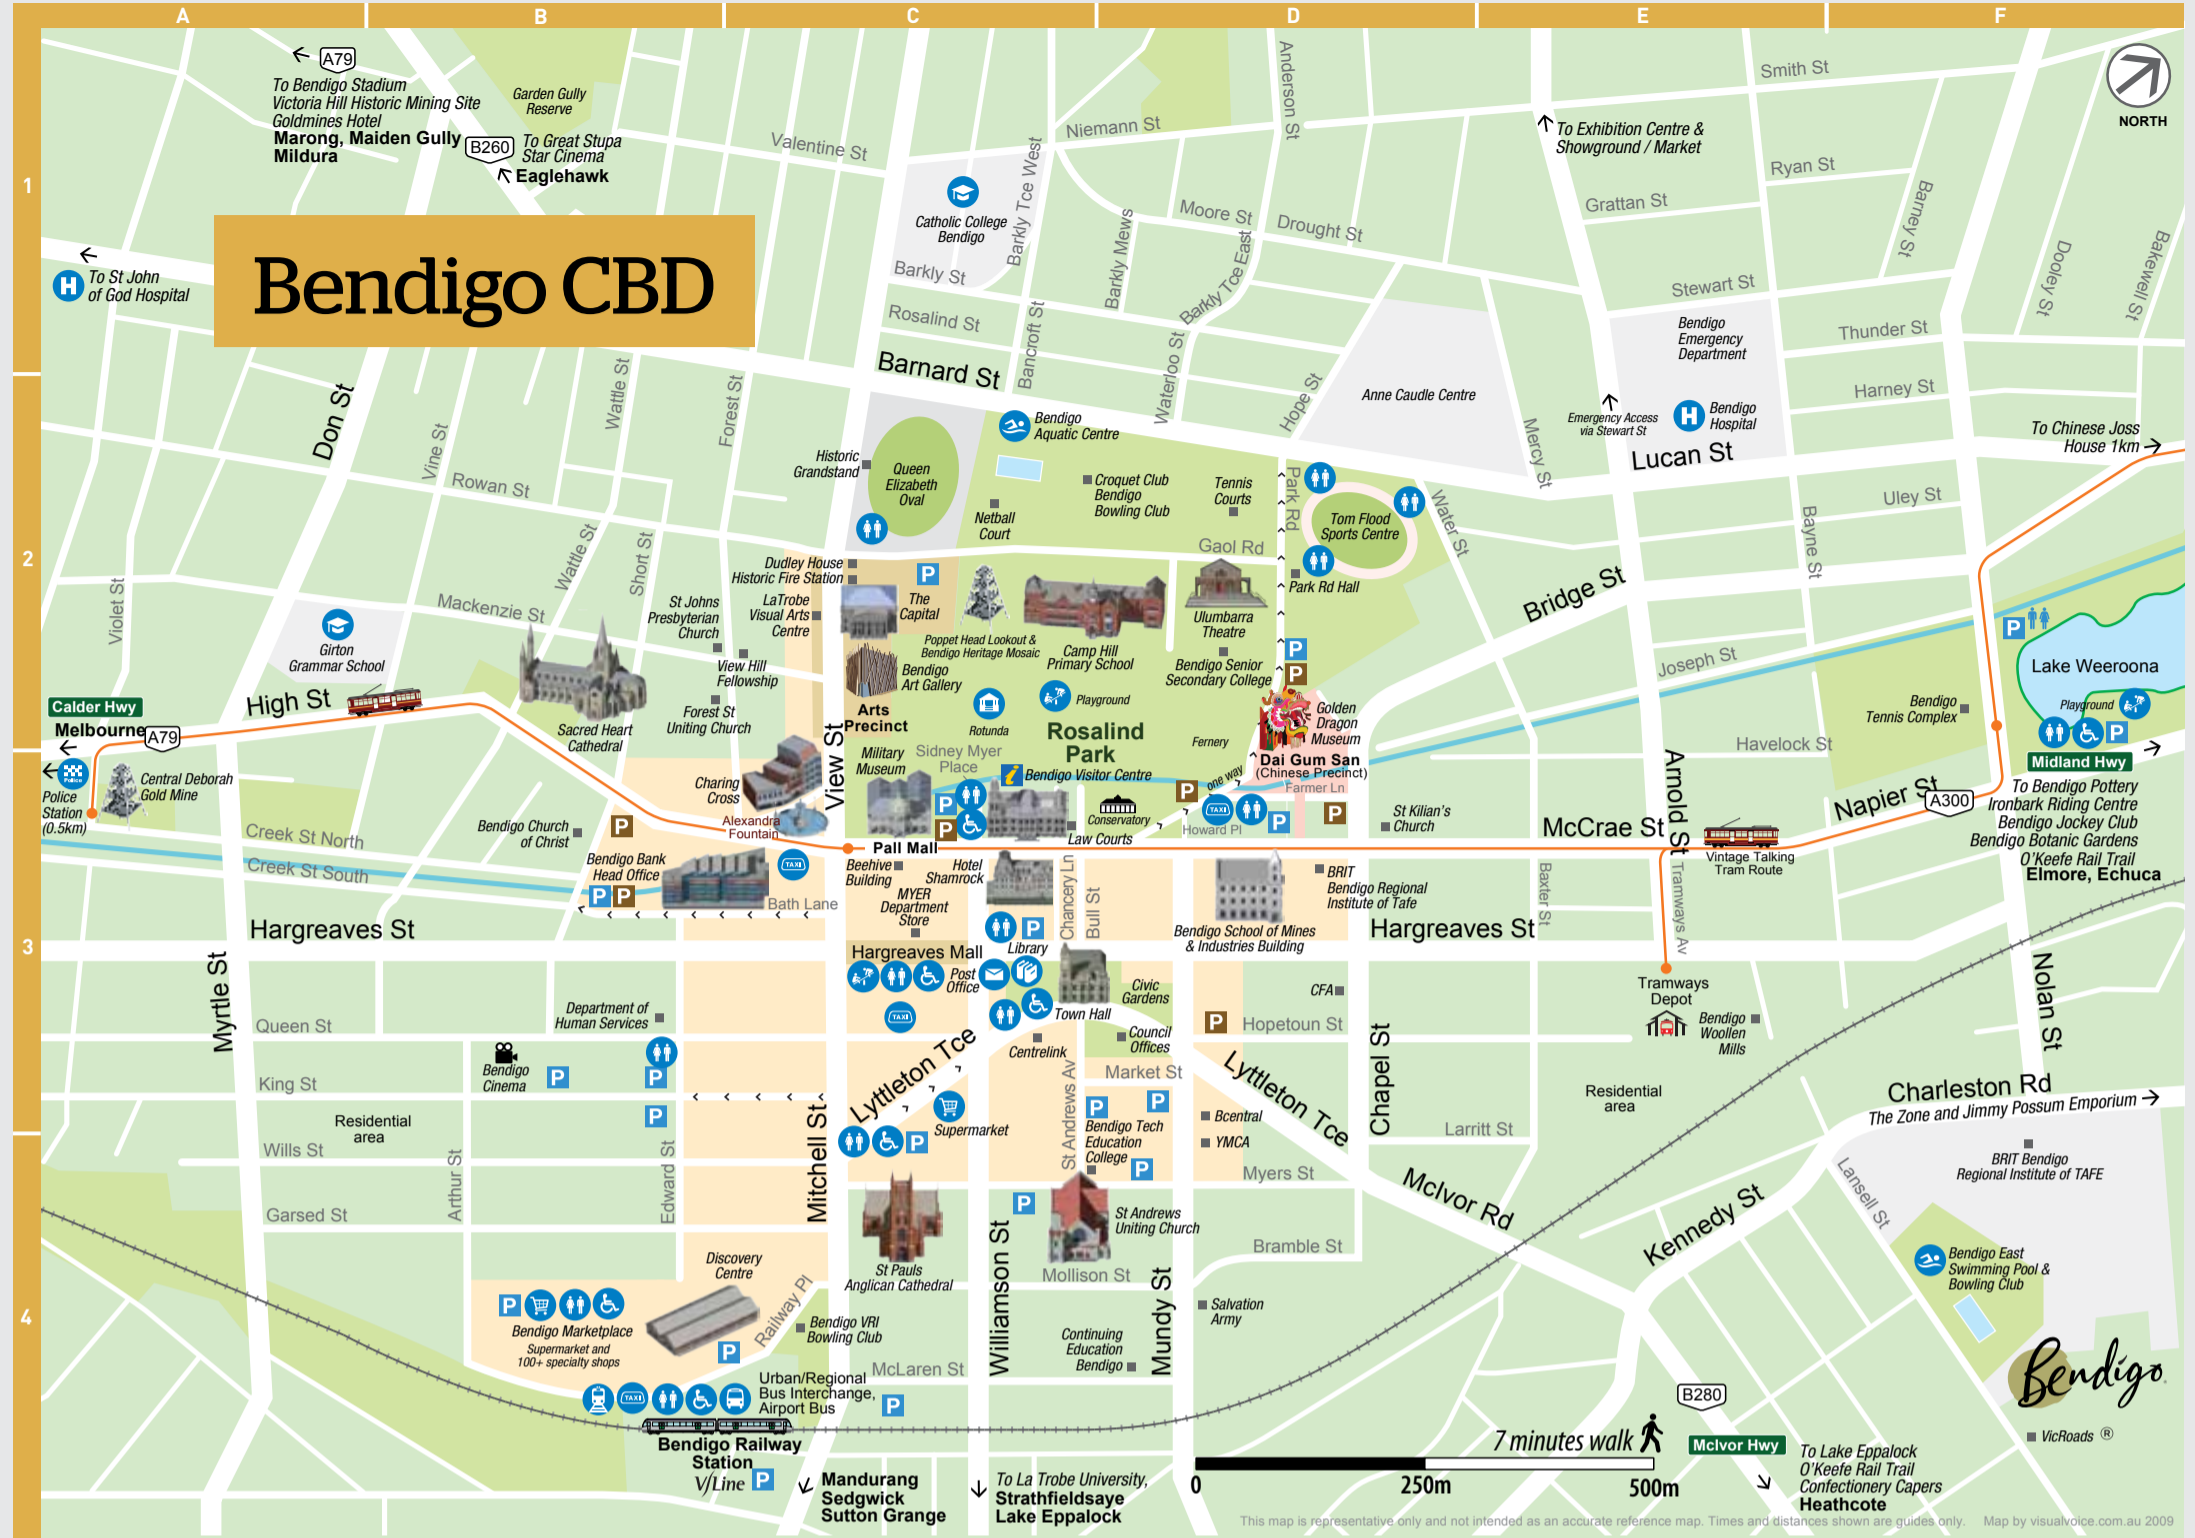 A
B
C
D
E
F
1
2
3
4
Bendigo CBD
NORTH
A79
To Bendigo Stadium
Victoria Hill Historic Mining Site
Goldmines Hotel
Marong, Maiden Gully
Mildura
Garden Gully
Reserve
B260
To Great Stupa
Star Cinema
Eaglehawk
H
To St John
of God Hospital
Valentine St
Catholic College
Bendigo
Barkly Tce West
Niemann St
Anderson St
Smith St
To Exhibition Centre &
Showground / Market
Ryan St
Grattan St
Barney St
Dooley St
Bakewell St
Moore St
Drought St
Barkly Mews
Barkly Tce East
Barkly St
Rosalind St
Bancroft St
Waterloo St
Stewart St
Thunder St
Harney St
Bendigo
Emergency
Department
Barnard St
Hope St
Anne Caudle Centre
Mercy St
Emergency Access
via Stewart St
H
Bendigo
Hospital
Lucan St
To Chinese Joss
House 1km
Don St
Vine St
Wattle St
Forest St
Rowan St
Historic
Grandstand
Queen
Elizabeth
Oval
Bendigo
Aquatic Centre
Netball
Court
Croquet Club
Bendigo
Bowling Club
Tennis
Courts
Park Rd
Tom Flood
Sports Centre
Water St
Uley St
Bayne St
Gaol Rd
Park Rd Hall
Bridge St
Violet St
Wattle St
Short St
Mackenzie St
Girton
Grammar School
St Johns
Presbyterian
Church
Dudley House
Historic Fire Station
LaTrobe
Visual Arts
Centre
P
The
Capital
Poppet Head Lookout &
Bendigo Heritage Mosaic
Camp Hill
Primary School
Ulumbarra
Theatre
Bendigo Senior
Secondary College
P
P
View Hill
Fellowship
Forest St
Uniting Church
Bendigo
Art Gallery
Arts
Precinct
Rotunda
Playground
Rosalind
Park
Fernery
Golden
Dragon
Museum
Joseph St
P
Lake Weeroona
Playground
P
Bendigo
Tennis Complex
Havelock St
Calder Hwy
Melbourne
A79
High St
Sacred Heart
Cathedral
Police
Police
Station
(0.5km)
Central Deborah
Gold Mine
Creek St North
Creek St South
Bendigo Church
of Christ
P
Charing
Cross
Alexandra
Fountain
View St
Military
Museum
Sidney Myer
Place
i
Bendigo Visitor Centre
P
P
Conservatory
Law Courts
P
one way
Dai Gum San
(Chinese Precinct)
Farmer Ln
TAXI
P
P
Howard Pl
St Kilian's
Church
McCrae St
Arnold St
Vintage Talking
Tram Route
Napier St
A300
Midland Hwy
To Bendigo Pottery
Ironbark Riding Centre
Bendigo Jockey Club
Bendigo Botanic Gardens
O'Keefe Rail Trail
Elmore, Echuca
Bendigo Bank
Head Office
P
P
TAXI
Bath Lane
Pall Mall
Beehive
Building
Hotel
Shamrock
MYER
Department
Store
Chancery Ln
Bull St
P
Library
BRIT
Bendigo Regional
Institute of Tafe
Bendigo School of Mines
& Industries Building
Hargreaves St
Hargreaves St
Baxter St
Tramways Av
Tramways
Depot
Bendigo
Woollen
Mills
Nolan St
Myrtle St
Hargreaves Mall
Post
Office
TAXI
Town Hall
Civic
Gardens
CFA
P
Hopetoun St
Council
Offices
Centrelink
Department of
Human Services
Queen St
King St
Bendigo
Cinema
P
P
P
Residential
area
Wills St
Garsed St
Arthur St
Edward St
Mitchell St
Lyttleton Tce
Supermarket
P
St Andrews Av
Market St
P
P
Bendigo Tech
Education
College
P
Bcentral
YMCA
Lyttleton Tce
Chapel St
Residential
area
Larritt St
Myers St
Charleston Rd
The Zone and Jimmy Possum Emporium
BRIT Bendigo
Regional Institute of TAFE
Lansell St
Bendigo East
Swimming Pool &
Bowling Club
McIvor Rd
Kennedy St
P
St Andrews
Uniting Church
Bramble St
St Pauls
Anglican Cathedral
Williamson St
Mollison St
Mundy St
Salvation
Army
Continuing
Education
Bendigo
Discovery
Centre
P
Railway Pl
P
Bendigo Marketplace
Supermarket and
100+ specialty shops
Bendigo VRI
Bowling Club
McLaren St
TAXI
Urban/Regional
Bus Interchange,
Airport Bus
P
Bendigo Railway
Station
V/Line
P
Mandurang
Sedgwick
Sutton Grange
To La Trobe University,
Strathfieldsaye
Lake Eppalock
7 minutes walk
0
250m
500m
B280
McIvor Hwy
To Lake Eppalock
O'Keefe Rail Trail
Confectionery Capers
Heathcote
Bendigo
VicRoads ®
This map is representative only and not intended as an accurate reference map. Times and distances shown are guides only.
Map by visualvoice.com.au 2009